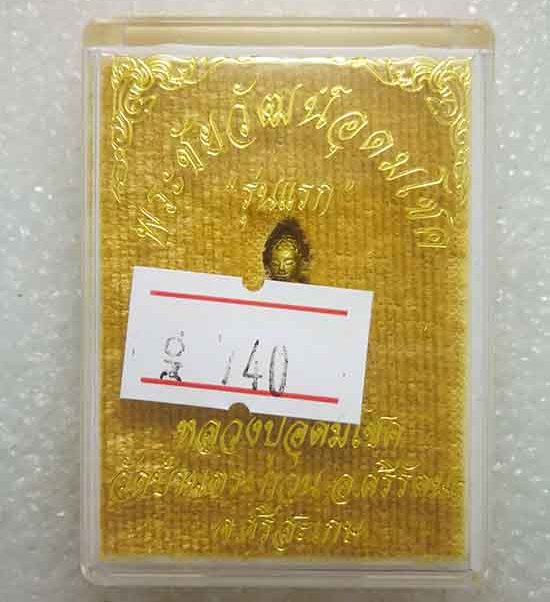 พระชัยวัฒน์อุดมโชค
"รุ่นแรก"
140
หลวงปู่อุดมโชค
อ.ศรีรัตนะ
จ.ศรีสะเกษ